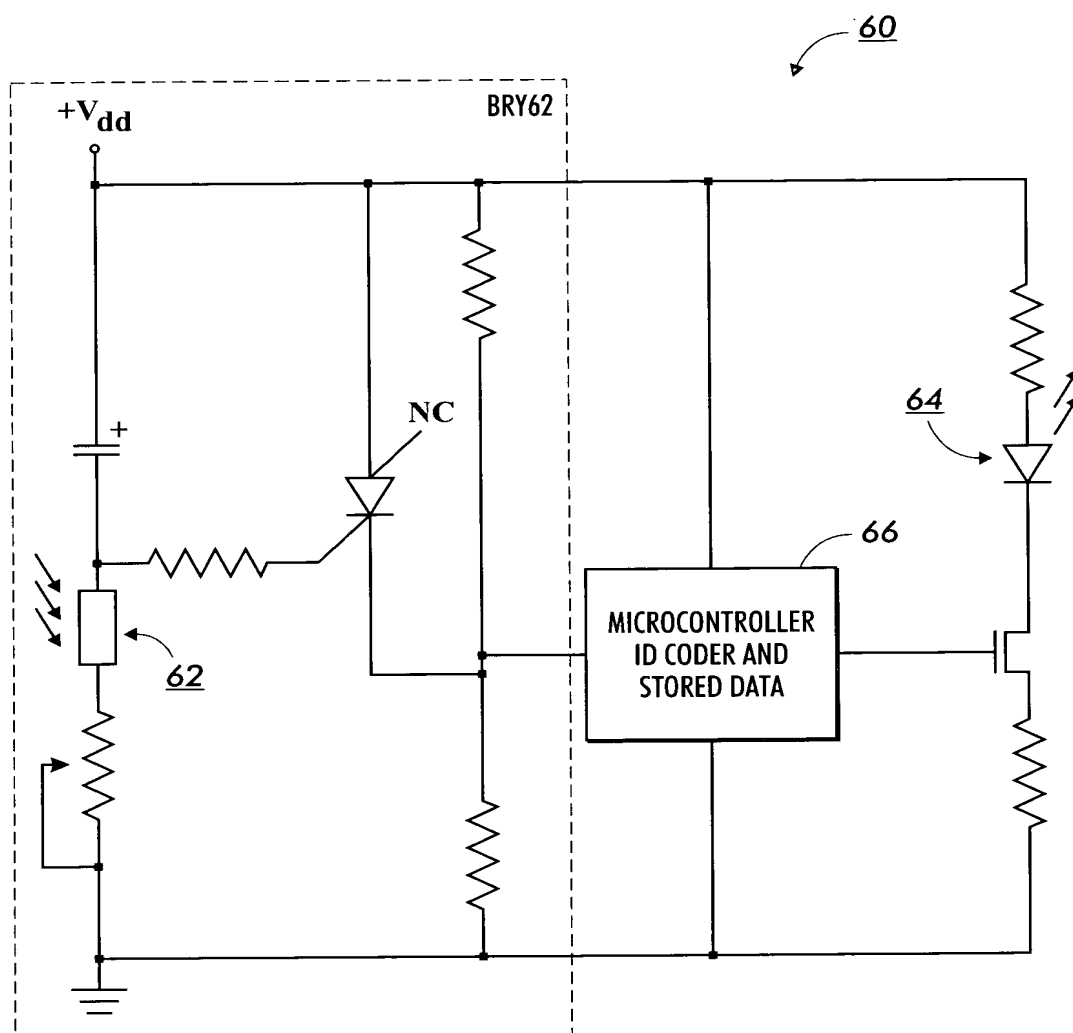 60
BRY62
+Vdd
+
NC
64
66
MICROCONTROLLER
ID CODER AND
STORED DATA
62